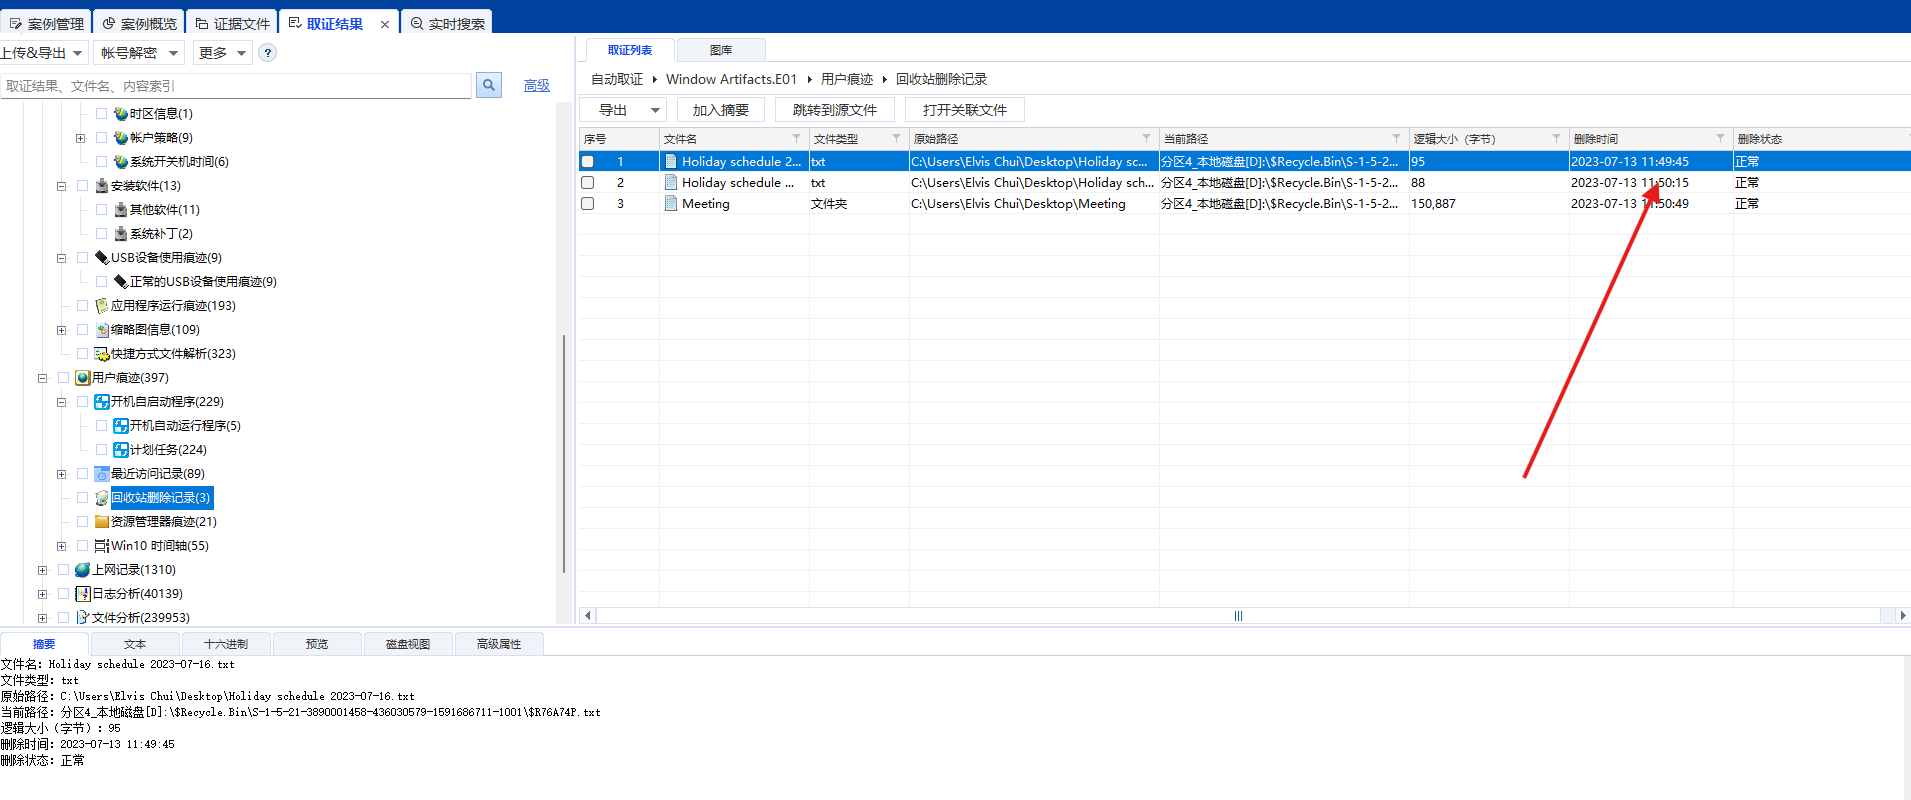 案例管理 案例概览 证据文件 取证结果 × 实时搜索
上传&导出 帐号解密 更多 ?
取证结果、文件名、内容索引 高级
时区信息(1)
帐户策略(9)
系统开关机时间(6)
安装软件(13)
其他软件(11)
系统补丁(2)
USB设备使用痕迹(9)
正常的USB设备使用痕迹(9)
应用程序运行痕迹(193)
缩略图信息(109)
快捷方式文件解析(323)
用户痕迹(397)
开机自启动程序(229)
开机自动运行程序(5)
计划任务(224)
最近访问记录(89)
回收站删除记录(3)
资源管理器痕迹(21)
Win10 时间轴(55)
上网记录(1310)
日志分析(40139)
文件分析(239953)
取证列表 图库
自动取证 Window Artifacts.E01 用户痕迹 回收站删除记录
导出 加入摘要 跳转到源文件 打开关联文件
序号 文件名 文件类型 原始路径 当前路径 逻辑大小（字节） 删除时间 删除状态
1 Holiday schedule 2... txt C:\Users\Elvis Chui\Desktop\Holiday sc... 分区4_本地磁盘[D]:\$Recycle.Bin\S-1-5-2... 95 2023-07-13 11:49:45 正常
2 Holiday schedule ... txt C:\Users\Elvis Chui\Desktop\Holiday sch... 分区4_本地磁盘[D]:\$Recycle.Bin\S-1-5-2... 88 2023-07-13 11:50:15 正常
3 Meeting 文件夹 C:\Users\Elvis Chui\Desktop\Meeting 分区4_本地磁盘[D]:\$Recycle.Bin\S-1-5-2... 150,887 2023-07-13 11:50:49 正常
摘要 文本 十六进制 预览 磁盘视图 高级属性
文件名：Holiday schedule 2023-07-16.txt
文件类型：txt
原始路径：C:\Users\Elvis Chui\Desktop\Holiday schedule 2023-07-16.txt
当前路径：分区4_本地磁盘[D]:\$Recycle.Bin\S-1-5-21-3890001458-436030579-1591686711-1001\$R76A74P.txt
逻辑大小（字节）：95
删除时间：2023-07-13 11:49:45
删除状态：正常